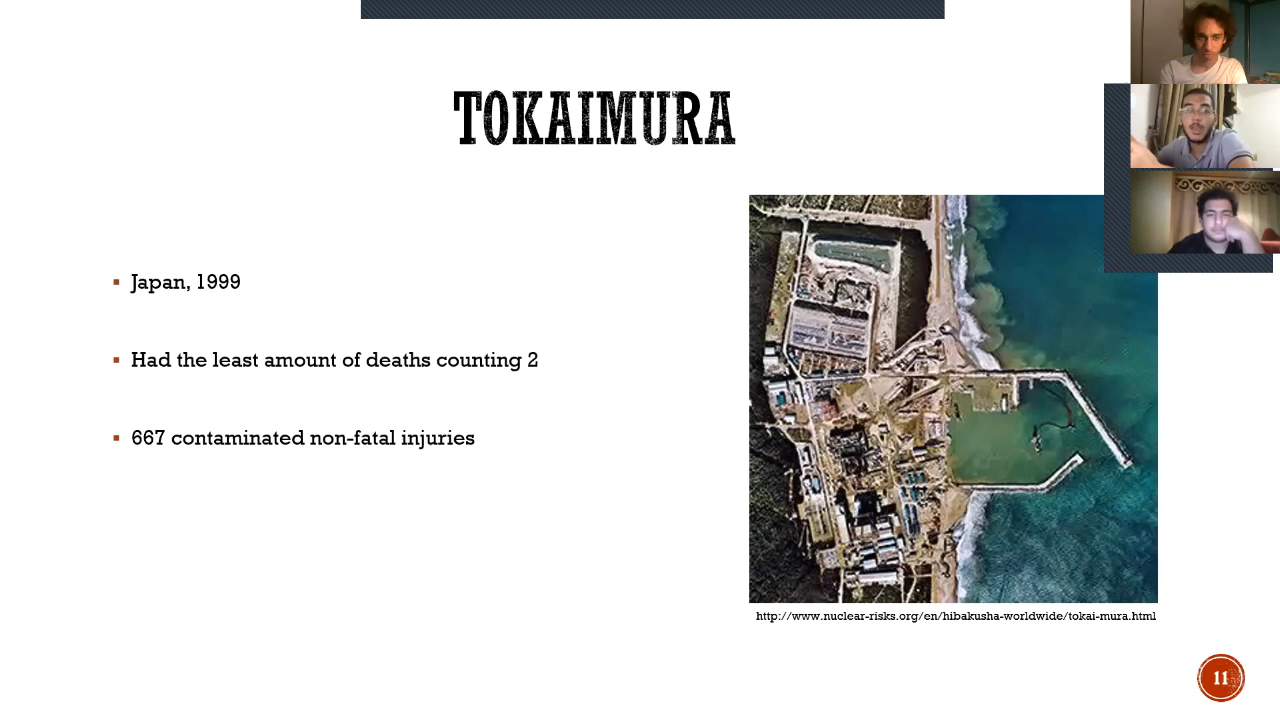 TOKAIMURA
▪ Japan, 1999
▪ Had the least amount of deaths counting 2
▪ 667 contaminated non-fatal injuries
http://www.nuclear-risks.org/en/hibakusha-worldwide/tokai-mura.html
11